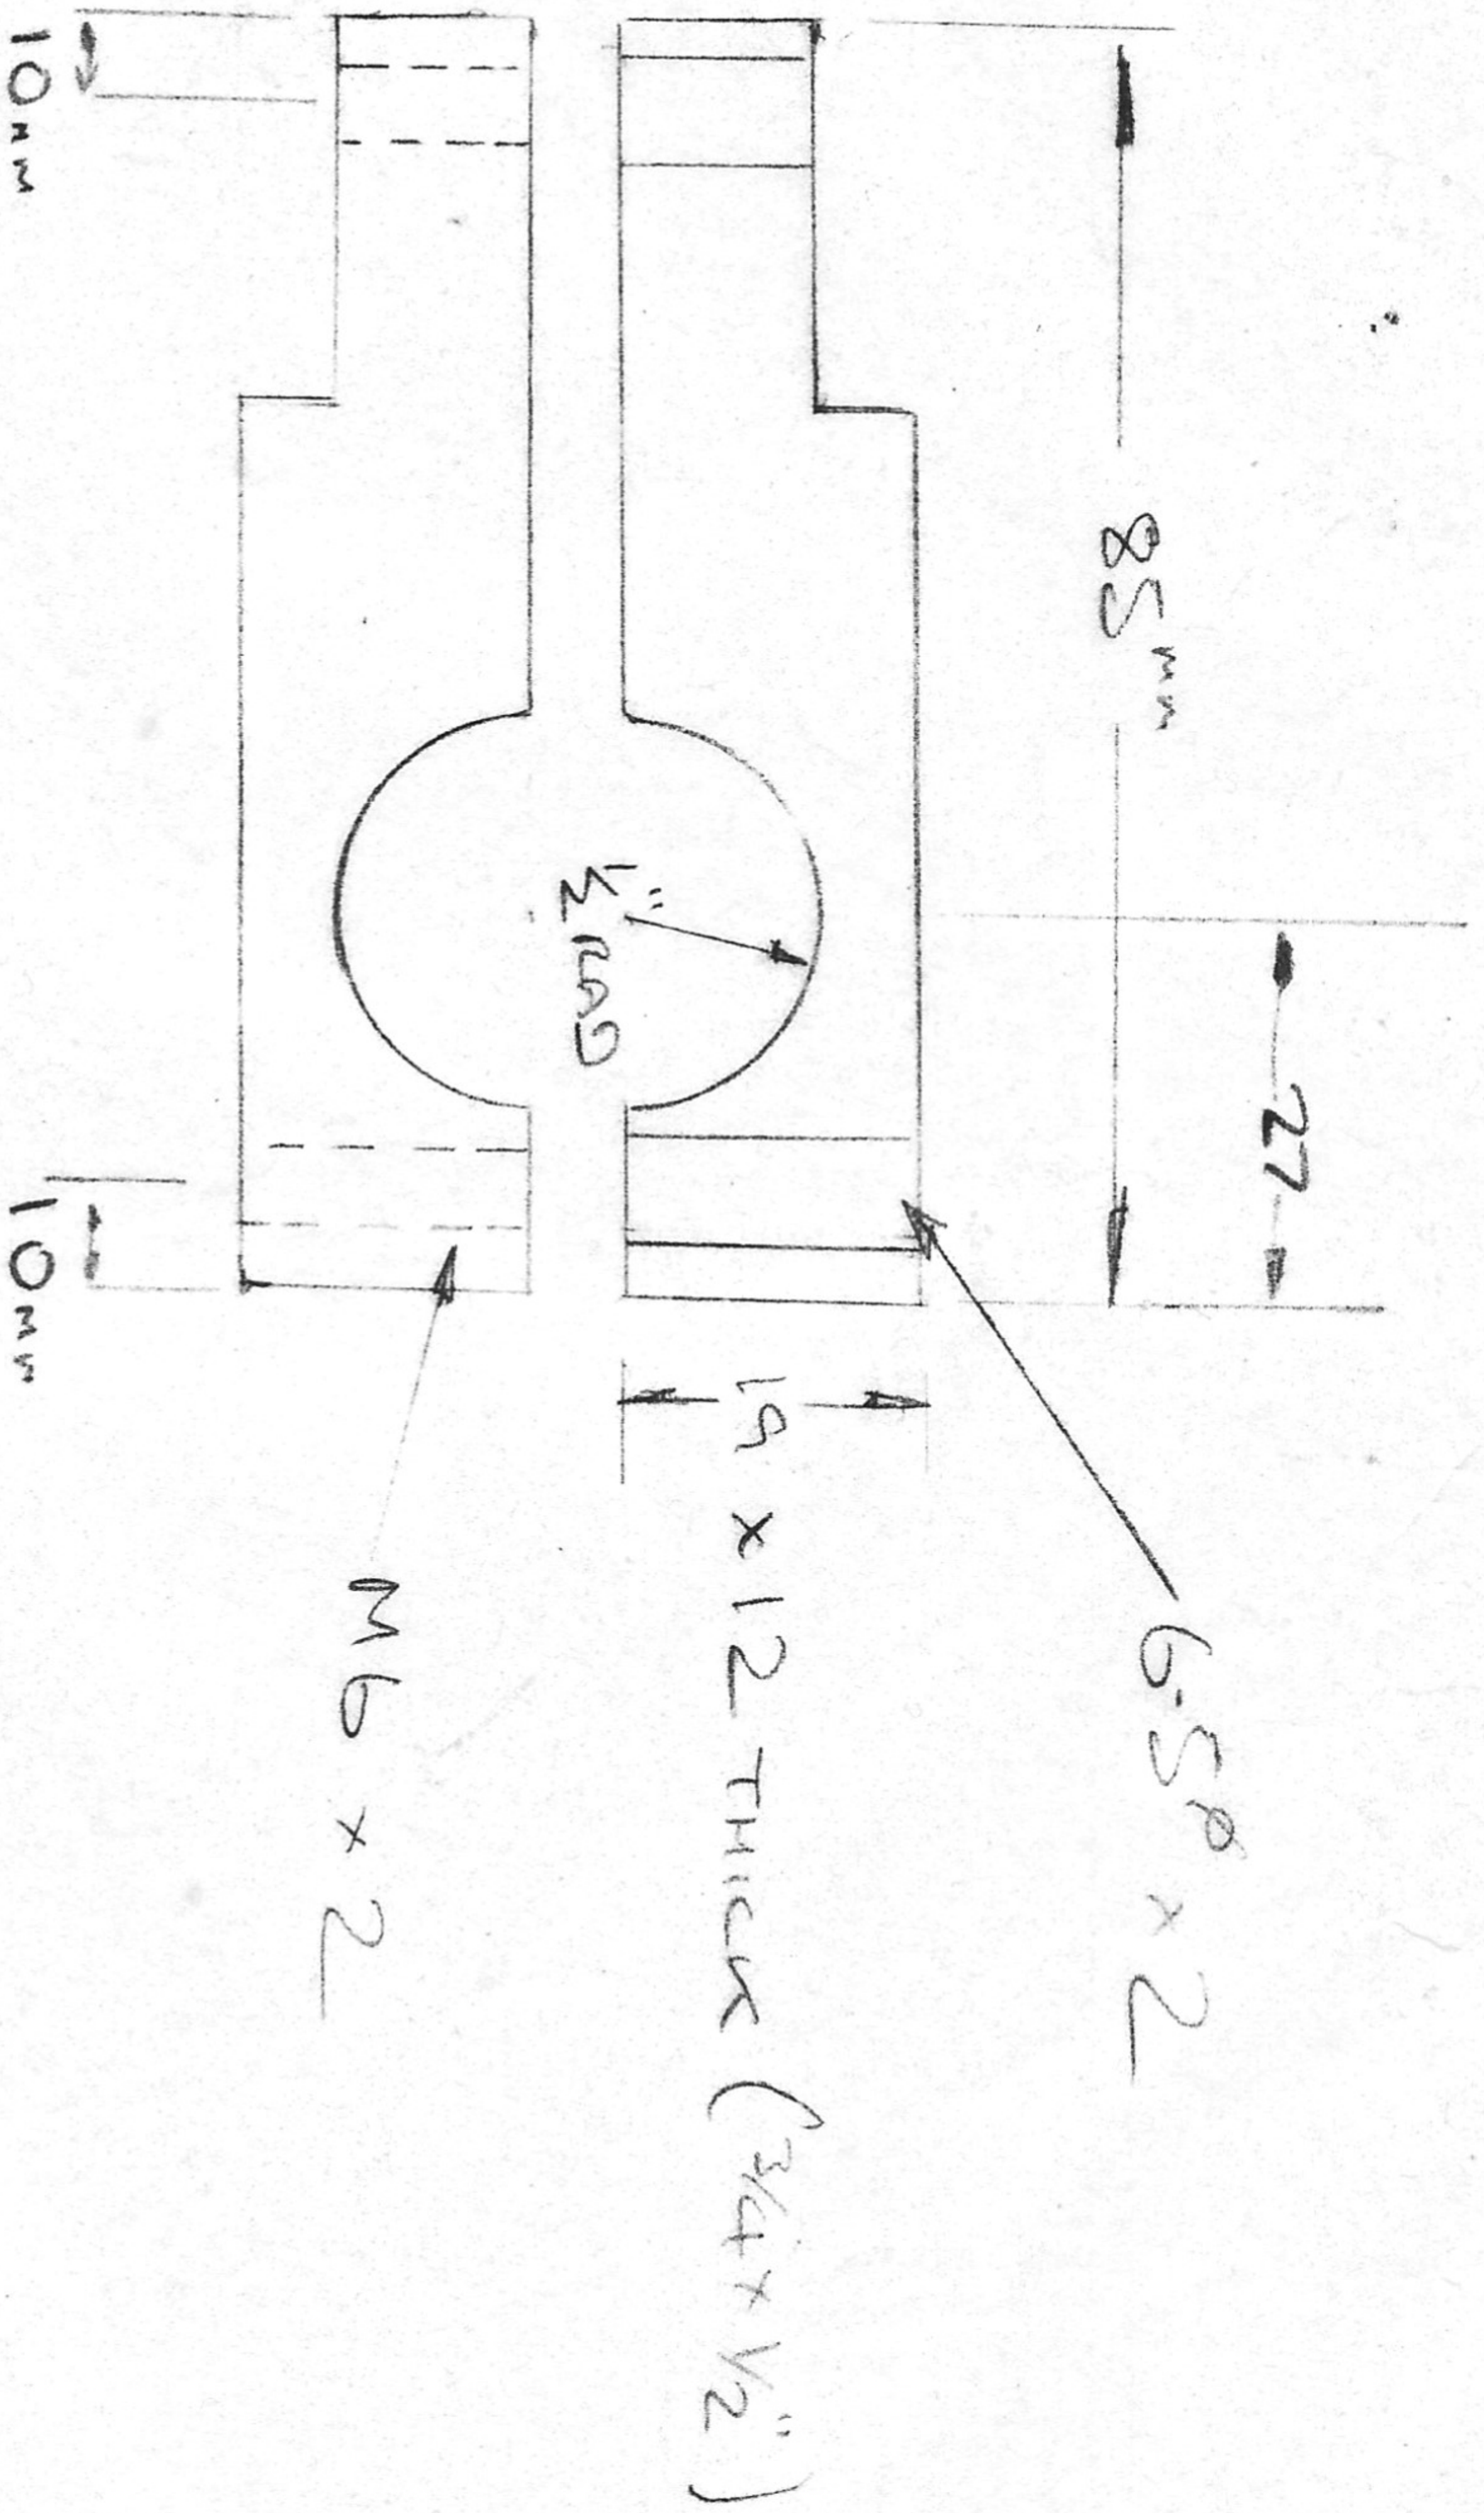 27
85mm
6.5ø x 2
½" RAD
19 x 12 THICK (3/4 x 1/2")
M6 x 2
10mm
10mm